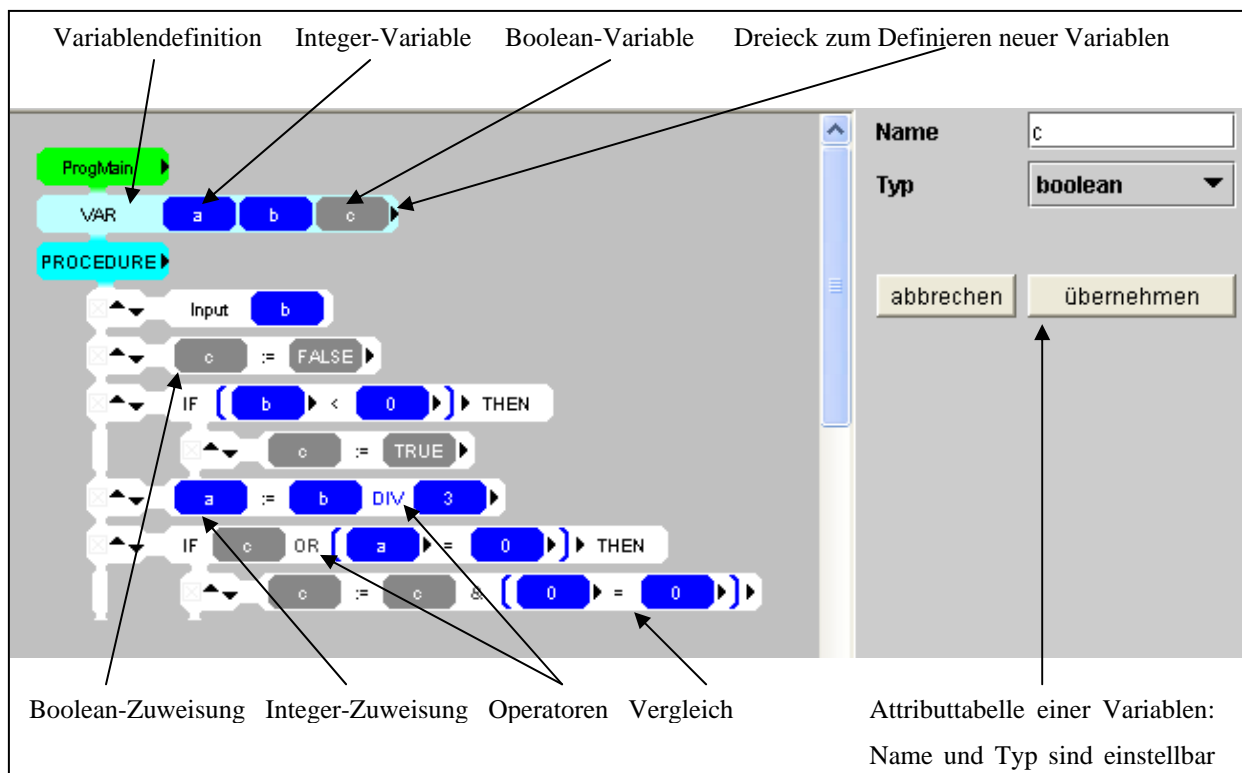 Variablendefinition Integer-Variable Boolean-Variable Dreieck zum Definieren neuer Variablen
ProgMain
VAR a b c
PROCEDURE
Input b
c := FALSE
IF ( b < 0 ) THEN
c := TRUE
a := b DIV 3
IF c OR ( a = 0 ) THEN
c := c & ( 0 = 0 )
Name c
Typ boolean
abbrechen übernehmen
Boolean-Zuweisung Integer-Zuweisung Operatoren Vergleich
Attributtabelle einer Variablen:
Name und Typ sind einstellbar